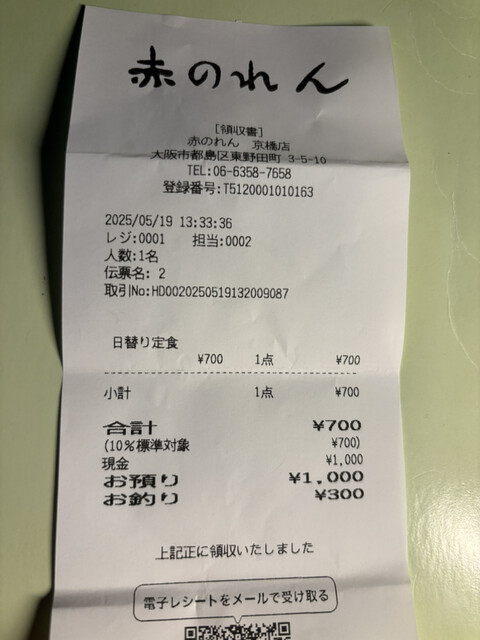 赤のれん
[領収書]
赤のれん 京橋店
大阪市都島区東野田町 3-5-10
TEL:06-6358-7658
登録番号:T5120001010163
2025/05/19 13:33:36
レジ:0001 担当:0002
人数:1名
伝票名: 2
取引No:HD0020250519132009087
日替り定食
¥700 1点 ¥700
小計 1点 ¥700
合計 ¥700
(10%標準対象 ¥700)
現金 ¥1,000
お預り ¥1,000
お釣り ¥300
上記正に領収いたしました
電子レシートをメールで受け取る